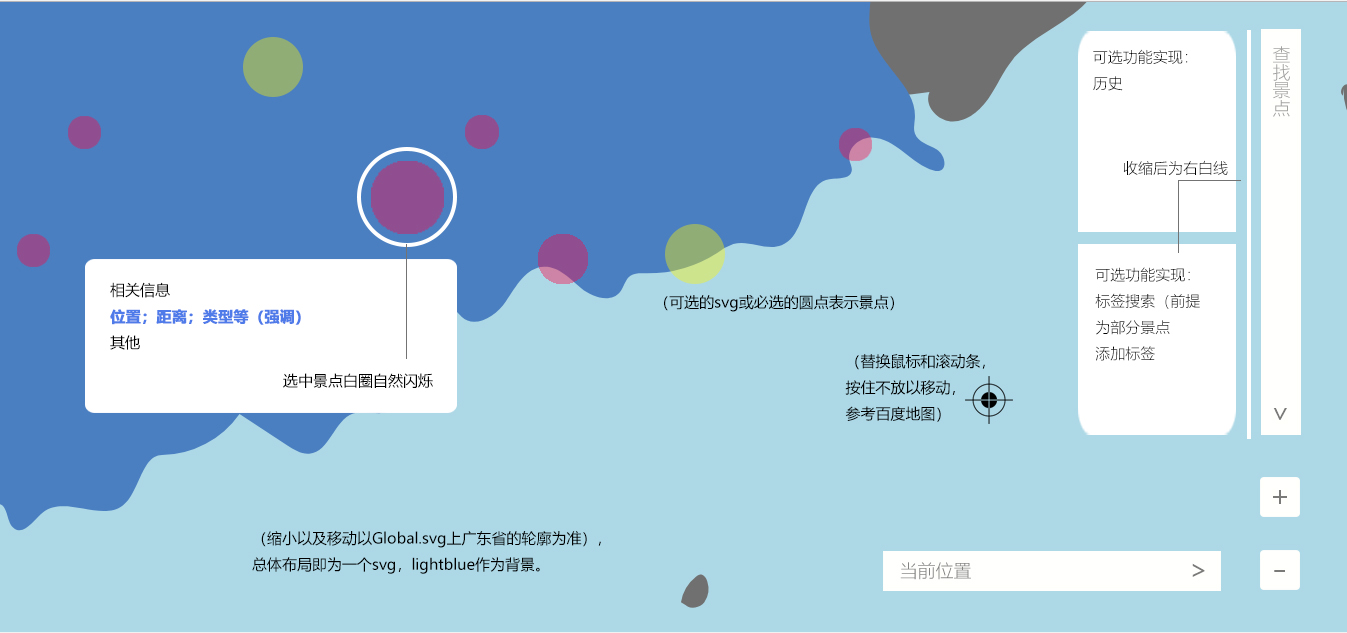 可选功能实现：
历史
收缩后为右白线
查找景点
可选功能实现：
标签搜索（前提
为部分景点
添加标签
相关信息
位置；距离；类型等（强调）
其他
选中景点白圈自然闪烁
（可选的svg或必选的圆点表示景点）
（替换鼠标和滚动条，
按住不放以移动，
参考百度地图）
（缩小以及移动以Global.svg上广东省的轮廓为准），
总体布局即为一个svg，lightblue作为背景。
当前位置